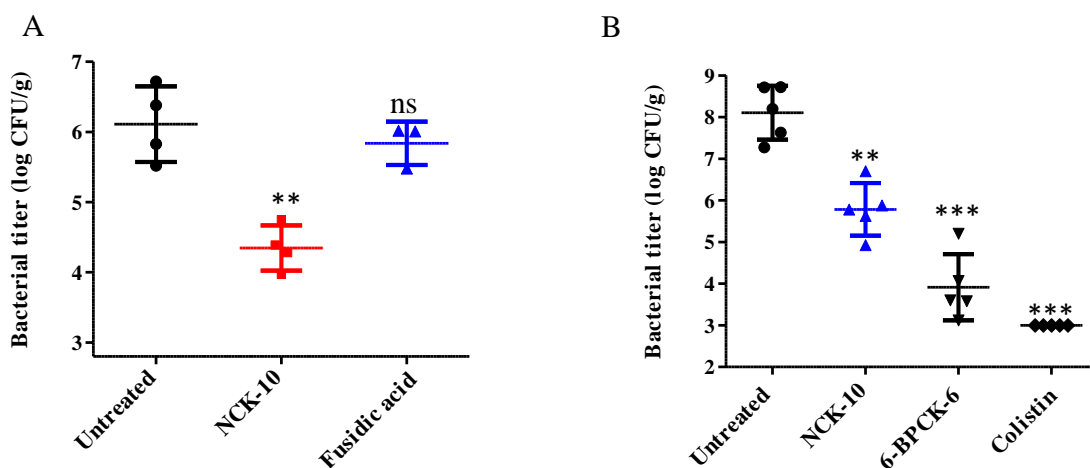 A
Bacterial titer (log CFU/g)
7
6
5
4
3
ns
**
Untreated
NCK-10
Fusidic acid
B
Bacterial titer (log CFU/g)
9
8
7
6
5
4
3
2
**
***
***
Untreated
NCK-10
6-BPCK-6
Colistin